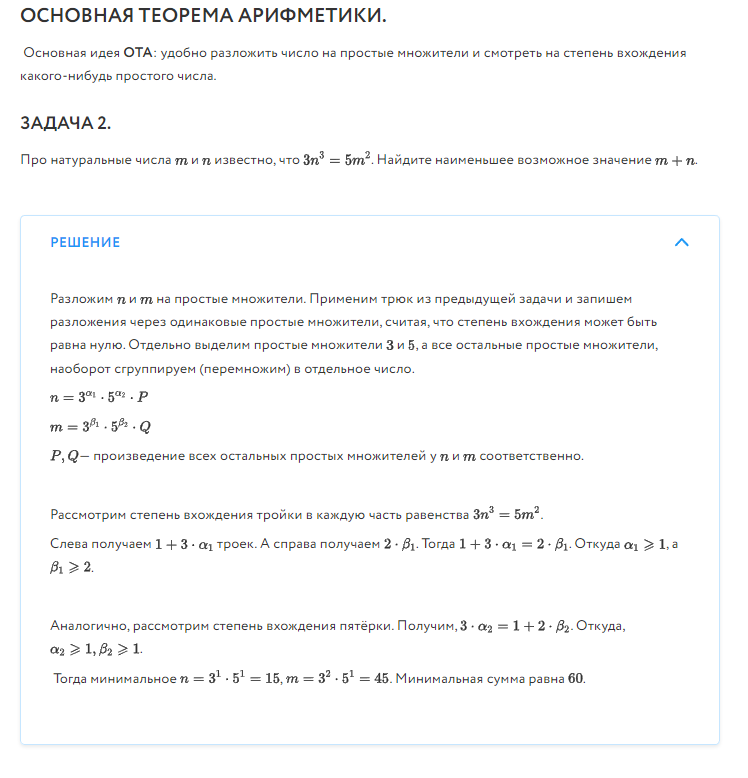 ОСНОВНАЯ ТЕОРЕМА АРИФМЕТИКИ.
Основная идея ОТА: удобно разложить число на простые множители и смотреть на степень вхождения
какого-нибудь простого числа.
ЗАДАЧА 2.
Про натуральные числа m и n известно, что 3n³ = 5m². Найдите наименьшее возможное значение m + n.
РЕШЕНИЕ
Разложим n и m на простые множители. Применим трюк из предыдущей задачи и запишем
разложения через одинаковые простые множители, считая, что степень вхождения может быть
равна нулю. Отдельно выделим простые множители 3 и 5, а все остальные простые множители,
наоборот сгруппируем (перемножим) в отдельное число.
n = 3^{α₁} · 5^{α₂} · P
m = 3^{β₁} · 5^{β₂} · Q
P, Q− произведение всех остальных простых множителей у n и m соответственно.
Рассмотрим степень вхождения тройки в каждую часть равенства 3n³ = 5m².
Слева получаем 1 + 3 · α₁ троек. А справа получаем 2 · β₁. Тогда 1 + 3 · α₁ = 2 · β₁. Откуда α₁ ⩾ 1, а
β₁ ⩾ 2.
Аналогично, рассмотрим степень вхождения пятёрки. Получим, 3 · α₂ = 1 + 2 · β₂. Откуда,
α₂ ⩾ 1, β₂ ⩾ 1.
Тогда минимальное n = 3¹ · 5¹ = 15, m = 3² · 5¹ = 45. Минимальная сумма равна 60.